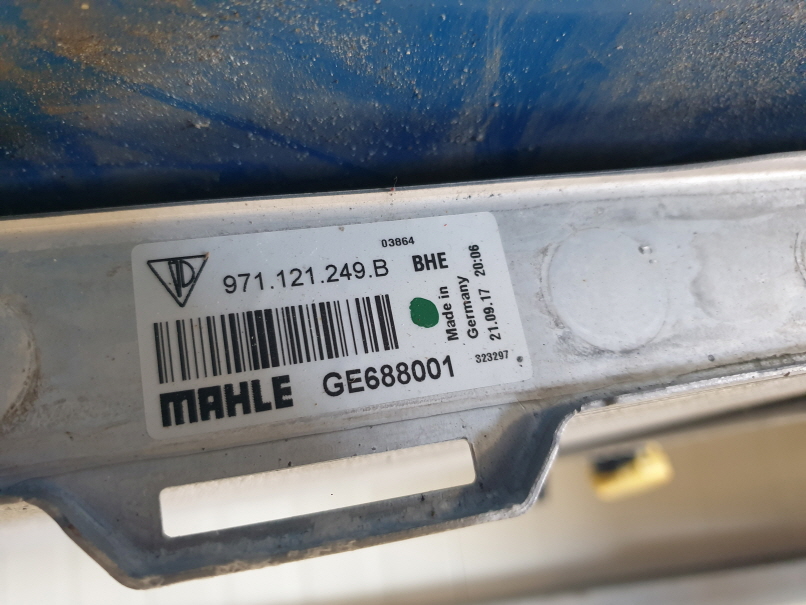 03864
971.121.249.B BHE
Made in
Germany
21.09.17 20:06
MAHLE GE688001
323297